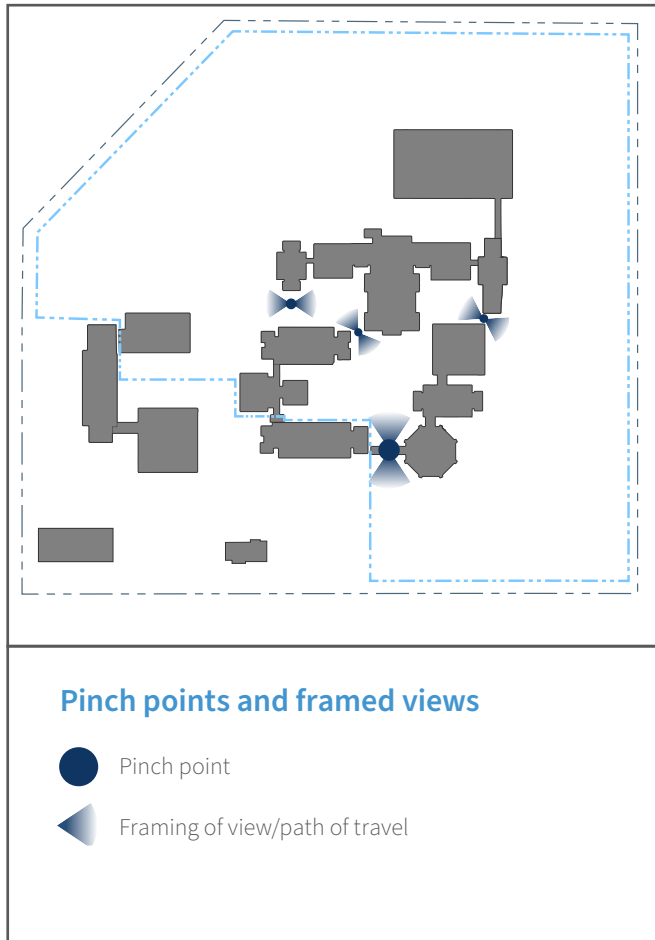 Pinch points and framed views
Pinch point
Framing of view/path of travel